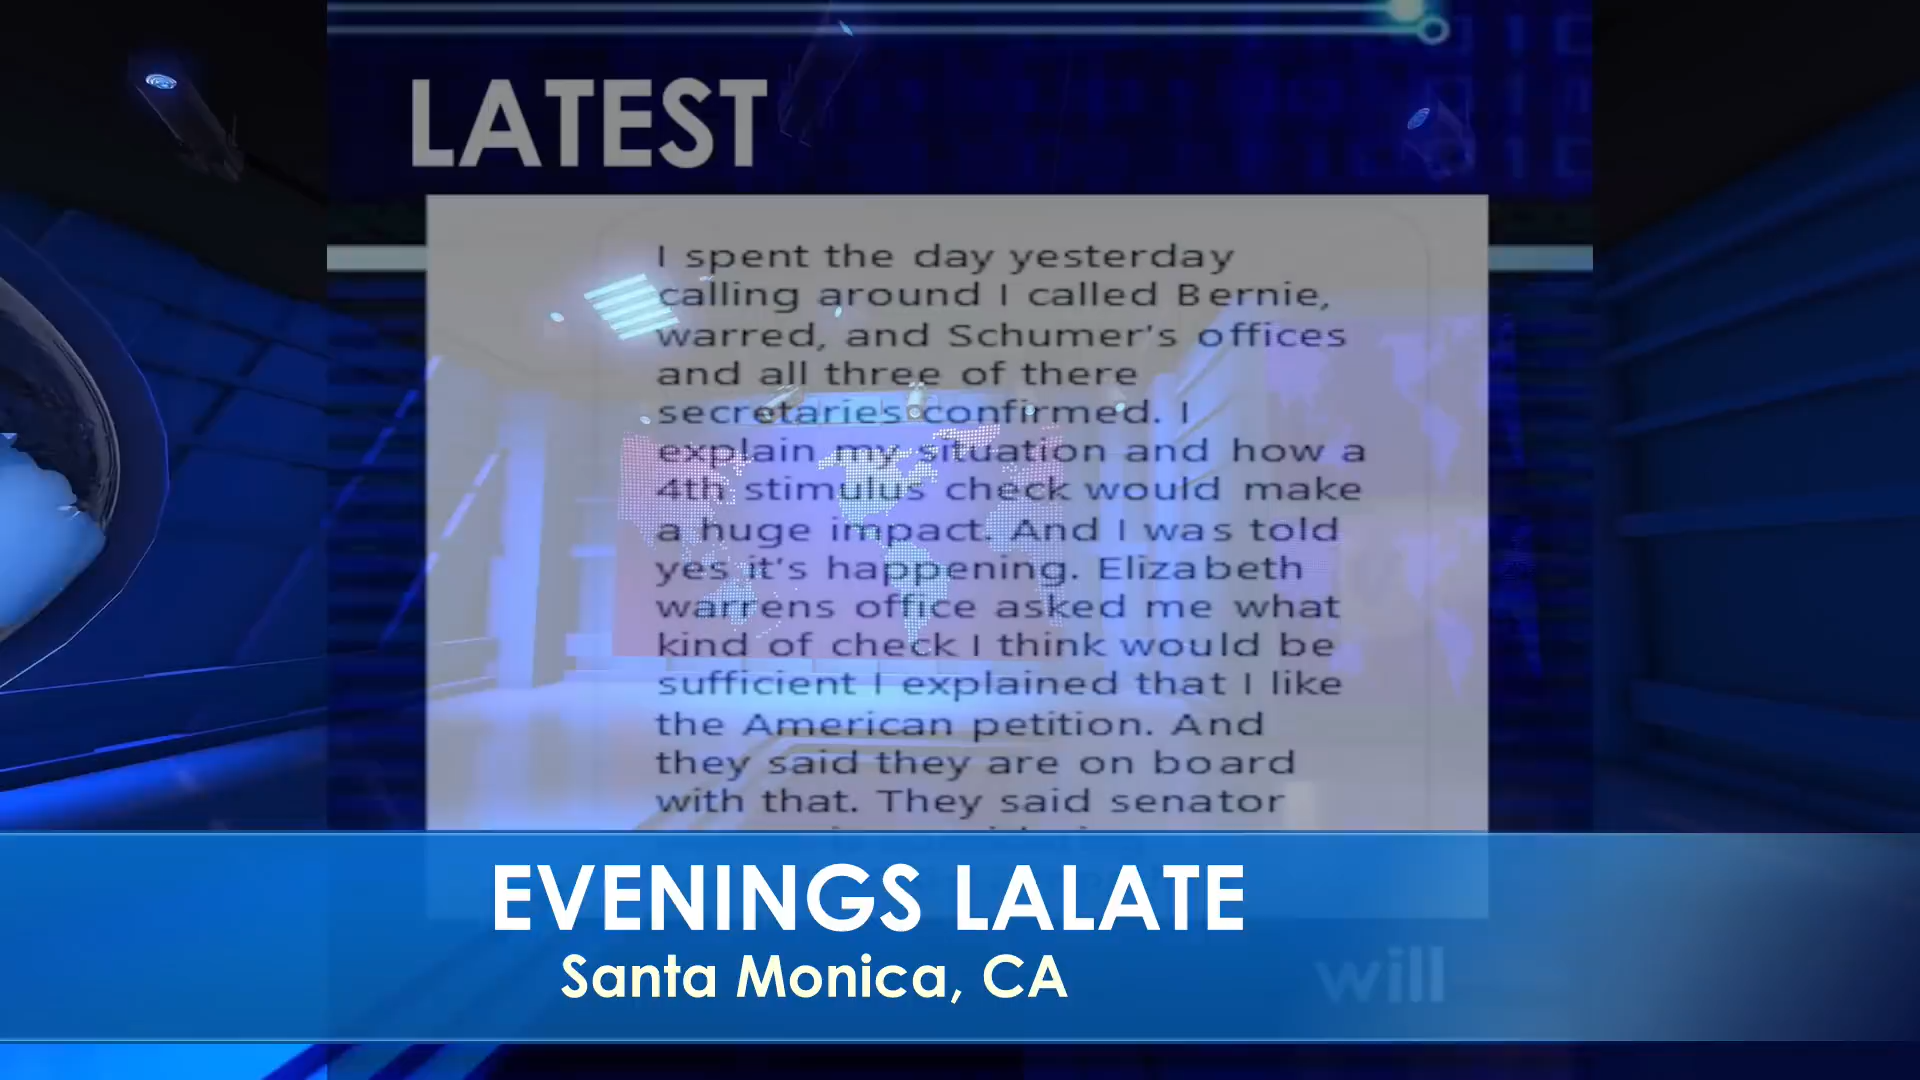 LATEST
I spent the day yesterday
calling around I called Bernie,
warred, and Schumer's offices
and all three of there
secretaries confirmed. I
explain my situation and how a
4th stimulus check would make
a huge impact. And I was told
yes it's happening. Elizabeth
warrens office asked me what
kind of check I think would be
sufficient I explained that I like
the American petition. And
they said they are on board
with that. They said senator
EVENINGS LALATE
Santa Monica, CA
will